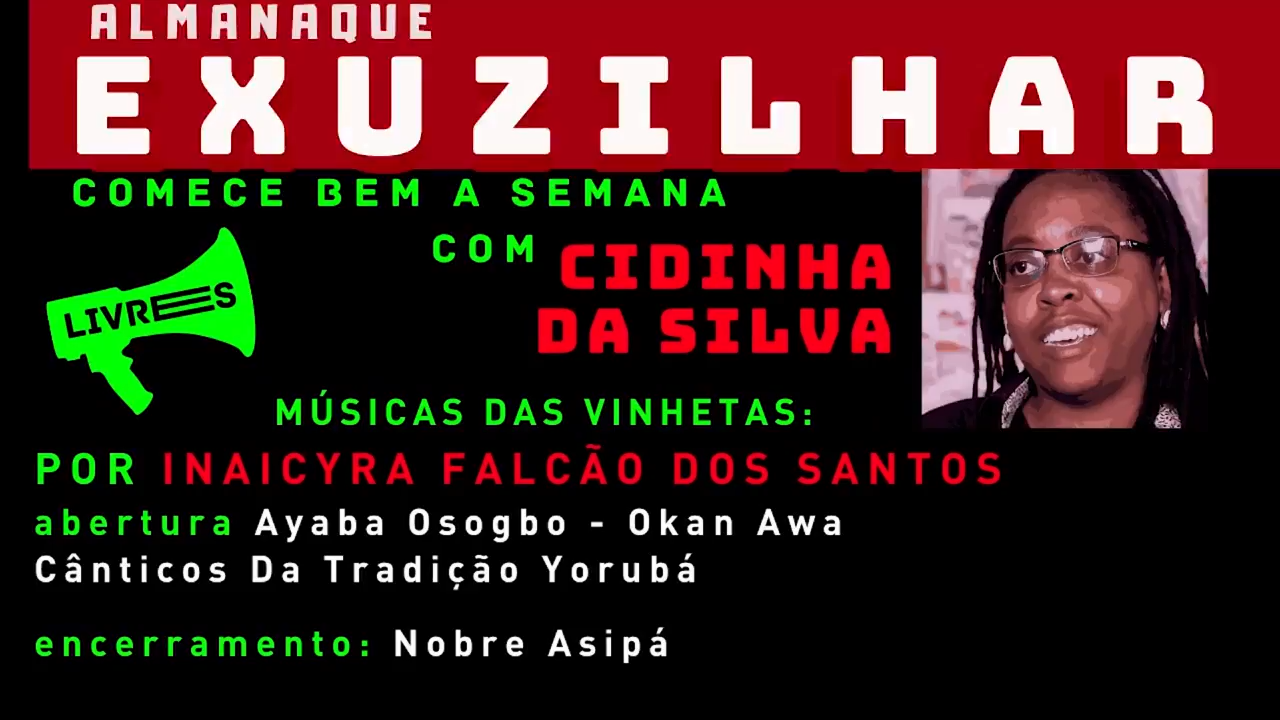 ALMANAQUE
EXUZILHAR
COMECE BEM A SEMANA
COM CIDINHA
DA SILVA
LIVREES
MÚSICAS DAS VINHETAS:
POR INAICYRA FALCÃO DOS SANTOS
abertura Ayaba Osogbo - Okan Awa
Cânticos Da Tradição Yorubá
encerramento: Nobre Asipá